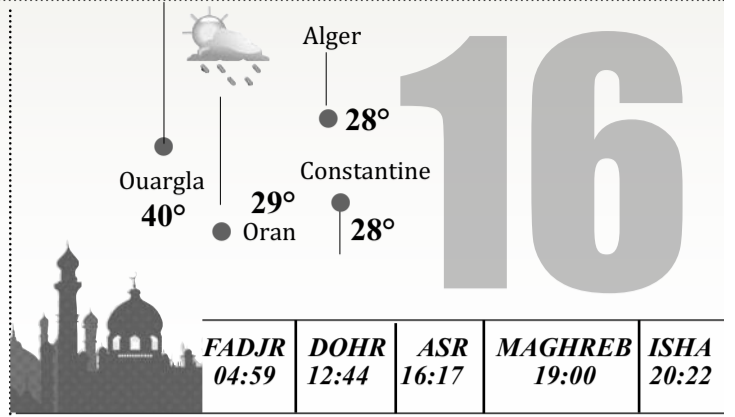 Alger
28°
Ouargla
40°
Constantine
28°
29°
Oran
16
FADJR DOHR ASR MAGHREB ISHA
04:59 12:44 16:17 19:00 20:22